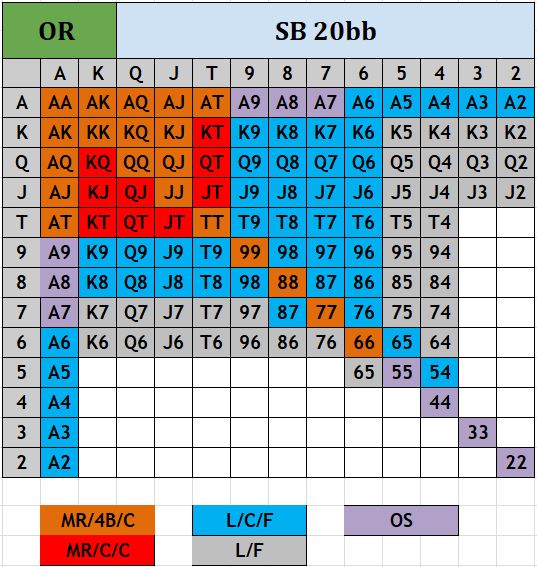 OR SB 20bb
A K Q J T 9 8 7 6 5 4 3 2
A AA AK AQ AJ AT A9 A8 A7 A6 A5 A4 A3 A2
K AK KK KQ KJ KT K9 K8 K7 K6 K5 K4 K3 K2
Q AQ KQ QQ QJ QT Q9 Q8 Q7 Q6 Q5 Q4 Q3 Q2
J AJ KJ QJ JJ JT J9 J8 J7 J6 J5 J4 J3 J2
T AT KT QT JT TT T9 T8 T7 T6 T5 T4
9 A9 K9 Q9 J9 T9 99 98 97 96 95 94
8 A8 K8 Q8 J8 T8 98 88 87 86 85 84
7 A7 K7 Q7 J7 T7 97 87 77 76 75 74
6 A6 K6 Q6 J6 T6 96 86 76 66 65 64
5 A5 65 55 54
4 A4 44
3 A3 33
2 A2 22
MR/4B/C L/C/F OS
MR/C/C L/F